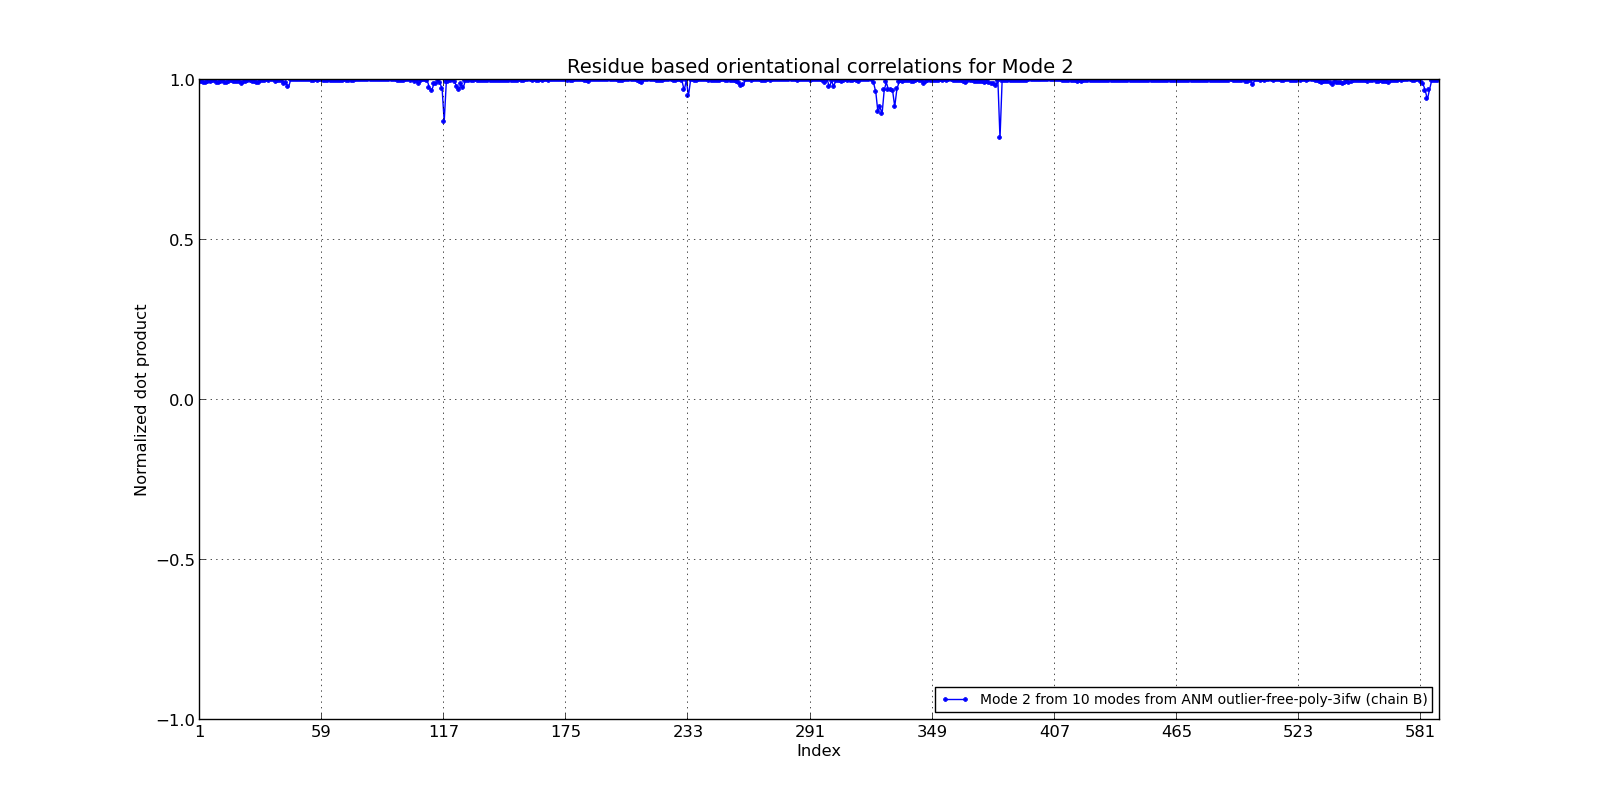 Residue based orientational correlations for Mode 2
1.0
0.5
0.0
−0.5
−1.0
Normalized dot product
1 59 117 175 233 291 349 407 465 523 581
Index
Mode 2 from 10 modes from ANM outlier-free-poly-3ifw (chain B)